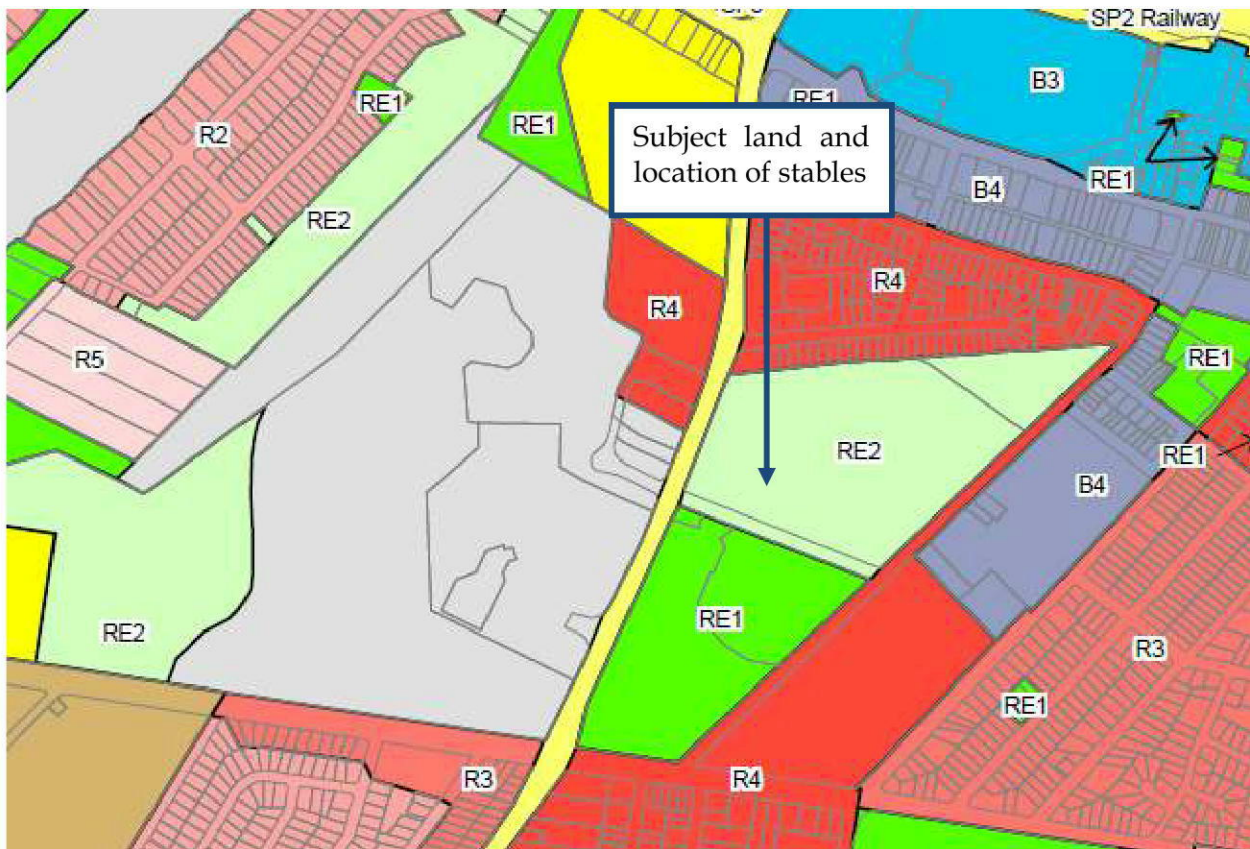 SP2 Railway
B3
RE1
RE1
R2
RE1
Subject land and
location of stables
RE1
B4
RE2
R4
R4
R5
RE1
RE2
RE1
B4
RE1
RE2
R3
RE1
R3
R4